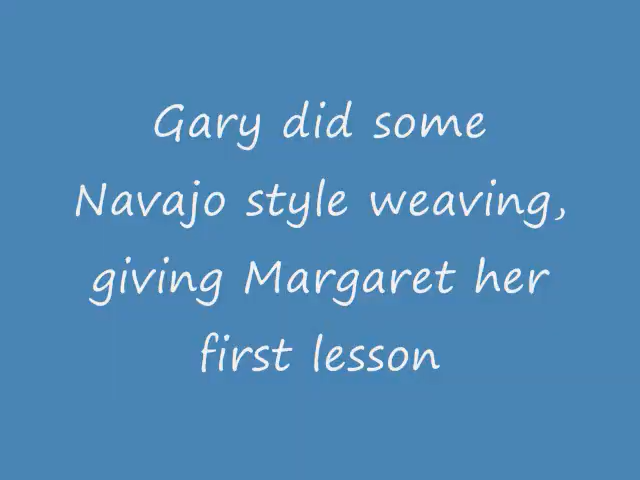 Gary did some
Navajo style weaving,
giving Margaret her
first lesson